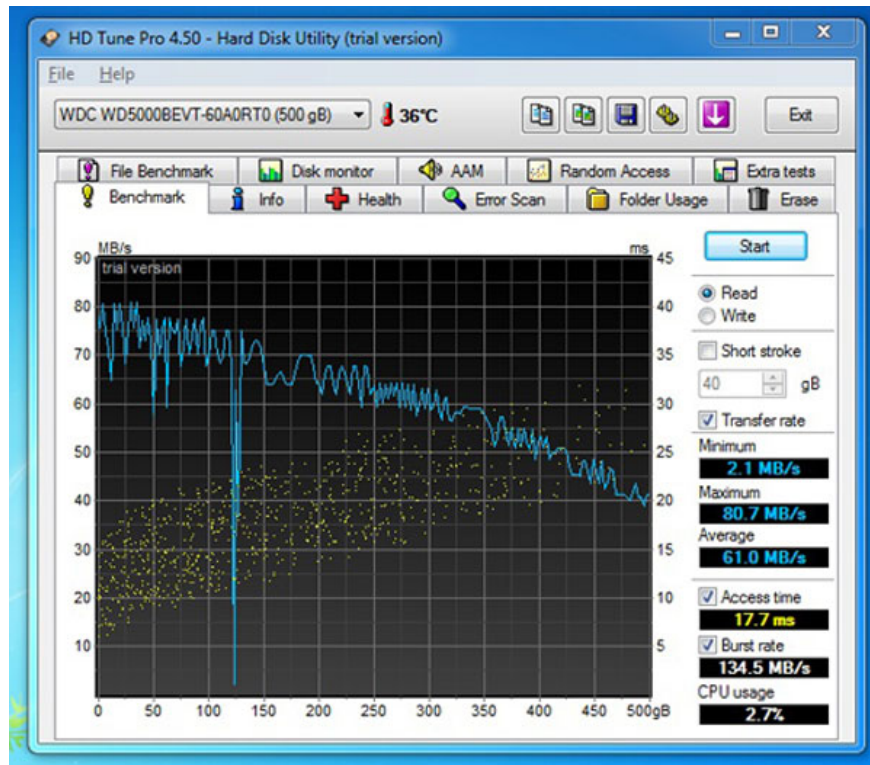 HD Tune Pro 4.50 - Hard Disk Utility (trial version)
File Help
WDC WD5000BEVT-60A0RT0 (500 gB) 36°C Exit
File Benchmark Disk monitor AAM Random Access Extra tests
Benchmark Info Health Error Scan Folder Usage Erase
MB/s ms
trial version
90 45
80 40
70 35
60 30
50 25
40 20
30 15
20 10
10 5
0 50 100 150 200 250 300 350 400 450 500gB
Start
Read
Write
Short stroke
40 gB
Transfer rate
Minimum
2.1 MB/s
Maximum
80.7 MB/s
Average
61.0 MB/s
Access time
17.7 ms
Burst rate
134.5 MB/s
CPU usage
2.7%